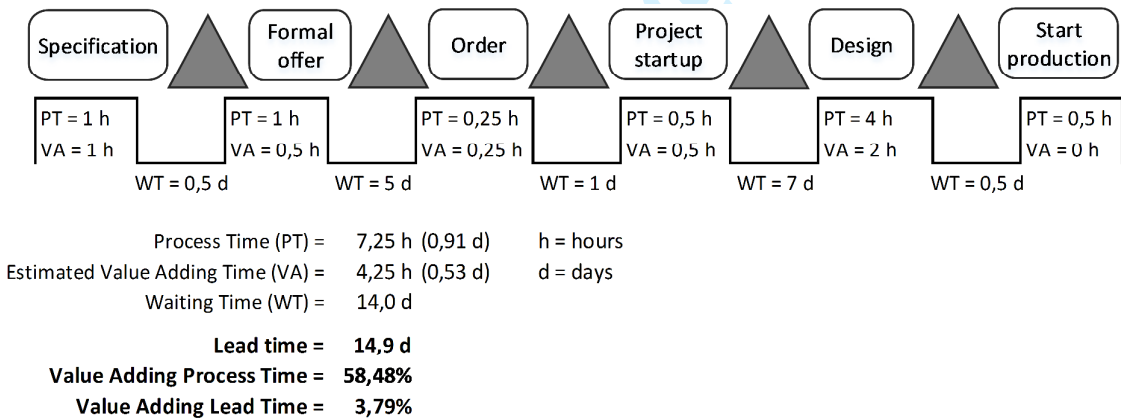 Specification
Formal offer
Order
Project startup
Design
Start production
PT = 1 h
VA = 1 h
PT = 1 h
VA = 0,5 h
PT = 0,25 h
VA = 0,25 h
PT = 0,5 h
VA = 0,5 h
PT = 4 h
VA = 2 h
PT = 0,5 h
VA = 0 h
WT = 0,5 d
WT = 5 d
WT = 1 d
WT = 7 d
WT = 0,5 d
Process Time (PT) = 7,25 h (0,91 d) h = hours
Estimated Value Adding Time (VA) = 4,25 h (0,53 d) d = days
Waiting Time (WT) = 14,0 d
Lead time = 14,9 d
Value Adding Process Time = 58,48%
Value Adding Lead Time = 3,79%